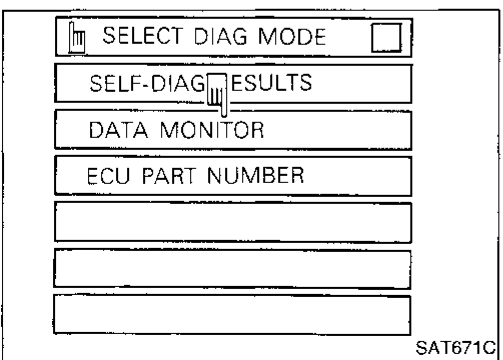 SELECT DIAG MODE
SELF-DIAG ESULTS
DATA MONITOR
ECU PART NUMBER
SAT671C